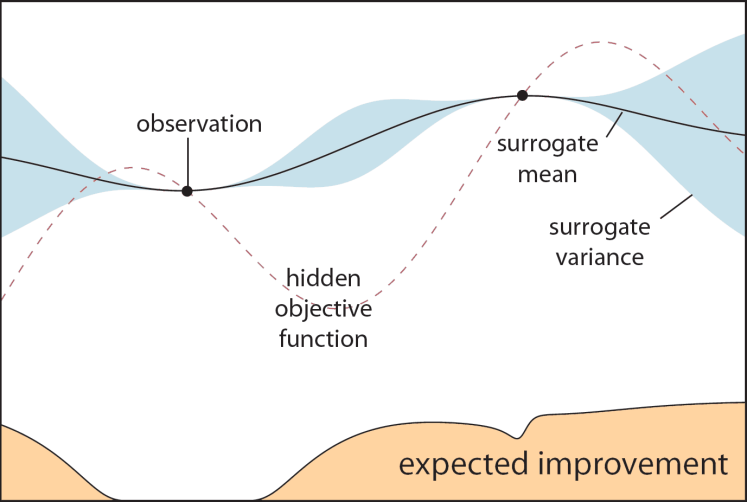 observation
surrogate
mean
surrogate
variance
hidden
objective
function
expected improvement